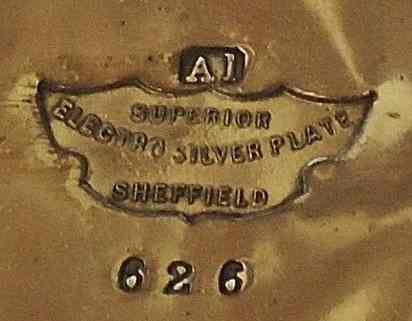 A1
SUPERIOR
ELECTRO SILVER PLATE
SHEFFIELD
626